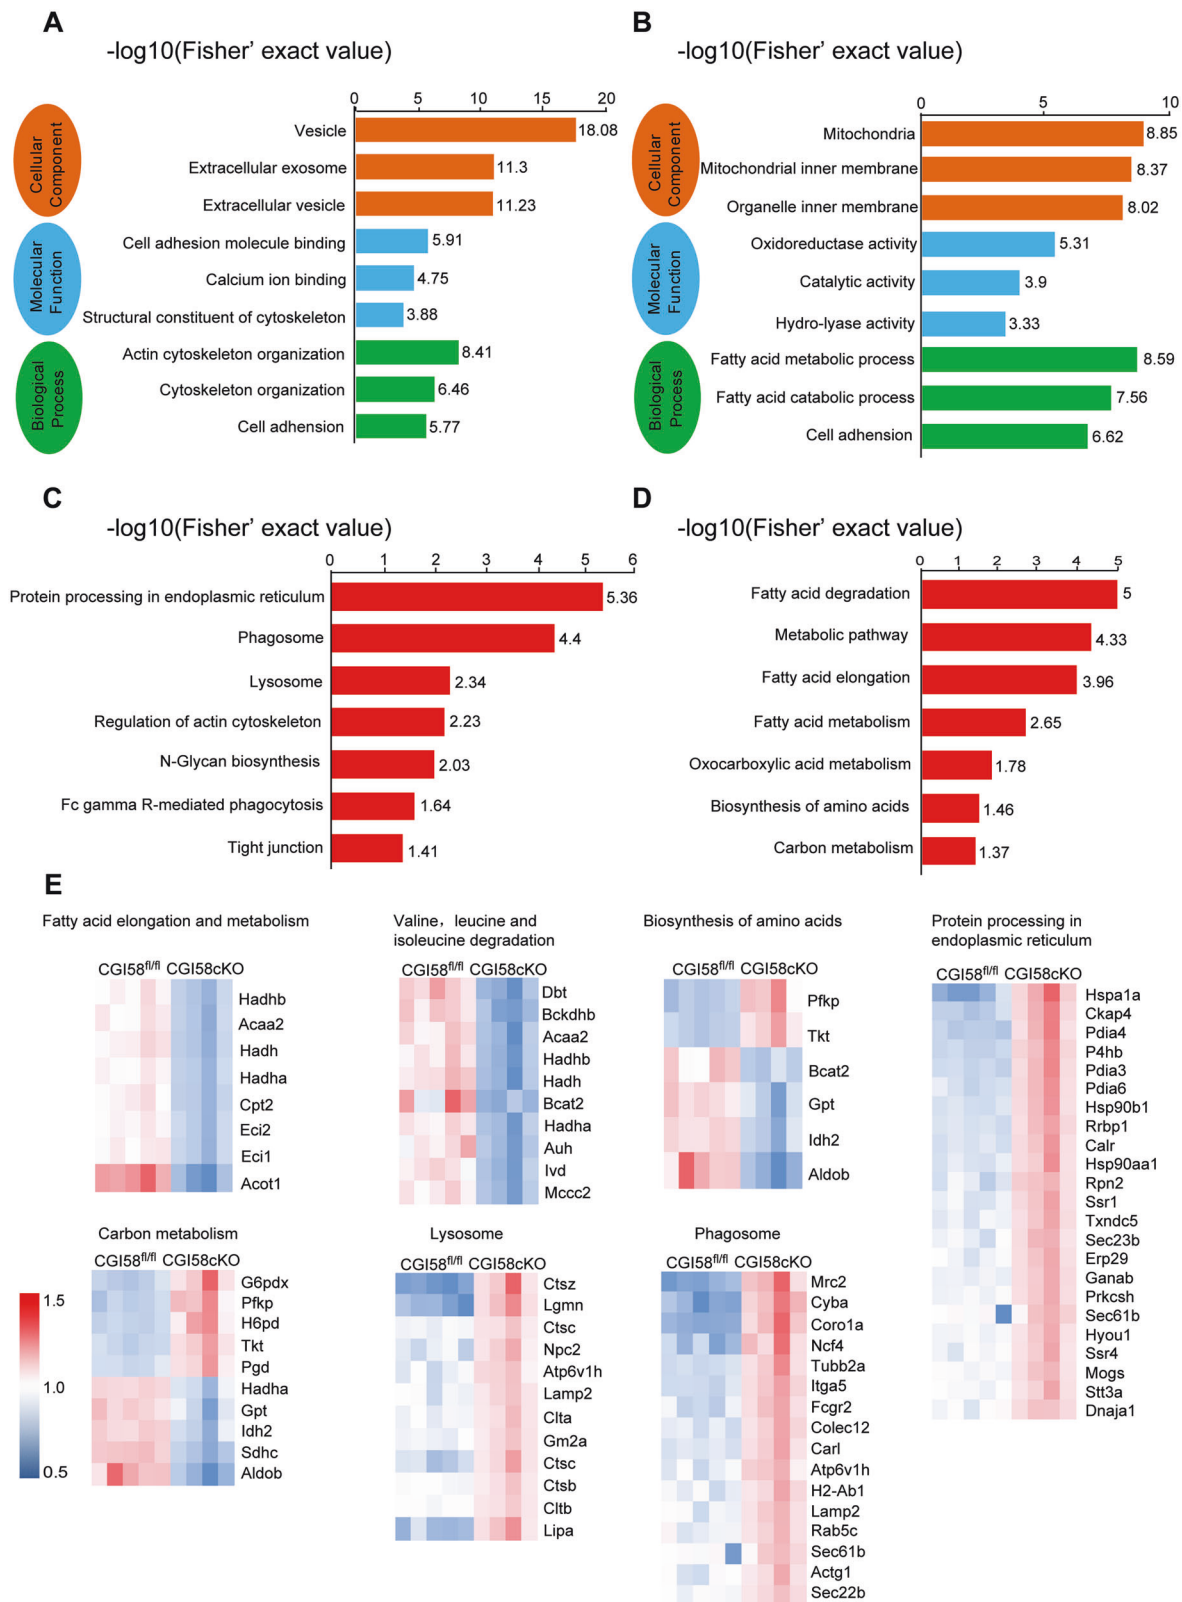 A
-log10(Fisher’ exact value)
0 5 10 15 20
Cellular
Component
Molecular
Function
Biological
Process
Vesicle 18.08
Extracellular exosome 11.3
Extracellular vesicle 11.23
Cell adhesion molecule binding 5.91
Calcium ion binding 4.75
Structural constituent of cytoskeleton 3.88
Actin cytoskeleton organization 8.41
Cytoskeleton organization 6.46
Cell adhension 5.77
B
-log10(Fisher’ exact value)
0 5 10
Cellular
Component
Molecular
Function
Biological
Process
Mitochondria 8.85
Mitochondrial inner membrane 8.37
Organelle inner membrane 8.02
Oxidoreductase activity 5.31
Catalytic activity 3.9
Hydro-lyase activity 3.33
Fatty acid metabolic process 8.59
Fatty acid catabolic process 7.56
Cell adhension 6.62
C
-log10(Fisher’ exact value)
0 1 2 3 4 5 6
Protein processing in endoplasmic reticulum 5.36
Phagosome 4.4
Lysosome 2.34
Regulation of actin cytoskeleton 2.23
N-Glycan biosynthesis 2.03
Fc gamma R-mediated phagocytosis 1.64
Tight junction 1.41
D
-log10(Fisher’ exact value)
0 1 2 3 4 5
Fatty acid degradation 5
Metabolic pathway 4.33
Fatty acid elongation 3.96
Fatty acid metabolism 2.65
Oxocarboxylic acid metabolism 1.78
Biosynthesis of amino acids 1.46
Carbon metabolism 1.37
E
Fatty acid elongation and metabolism
CGI58fl/fl CGI58cKO
Hadhb
Acaa2
Hadh
Hadha
Cpt2
Eci2
Eci1
Acot1
Valine, leucine and
isoleucine degradation
CGI58fl/fl CGI58cKO
Dbt
Bckdhb
Acaa2
Hadhb
Hadh
Bcat2
Hadha
Auh
Ivd
Mccc2
Biosynthesis of amino acids
CGI58fl/fl CGI58cKO
Pfkp
Tkt
Bcat2
Gpt
Idh2
Aldob
Protein processing in
endoplasmic reticulum
CGI58fl/fl CGI58cKO
Hspa1a
Ckap4
Pdia4
P4hb
Pdia3
Pdia6
Hsp90b1
Rrbp1
Calr
Hsp90aa1
Rpn2
Ssr1
Txndc5
Sec23b
Erp29
Ganab
Prkcsh
Sec61b
Hyou1
Ssr4
Mogs
Stt3a
Dnaja1
Carbon metabolism
CGI58fl/fl CGI58cKO
G6pdx
Pfkp
H6pd
Tkt
Pgd
Hadha
Gpt
Idh2
Sdhc
Aldob
1.5
1.0
0.5
Lysosome
CGI58fl/fl CGI58cKO
Ctsz
Lgmn
Ctsc
Npc2
Atp6v1h
Lamp2
Clta
Gm2a
Ctsc
Ctsb
Cltb
Lipa
Phagosome
CGI58fl/fl CGI58cKO
Mrc2
Cyba
Coro1a
Ncf4
Tubb2a
Itga5
Fcgr2
Colec12
Carl
Atp6v1h
H2-Ab1
Lamp2
Rab5c
Sec61b
Actg1
Sec22b